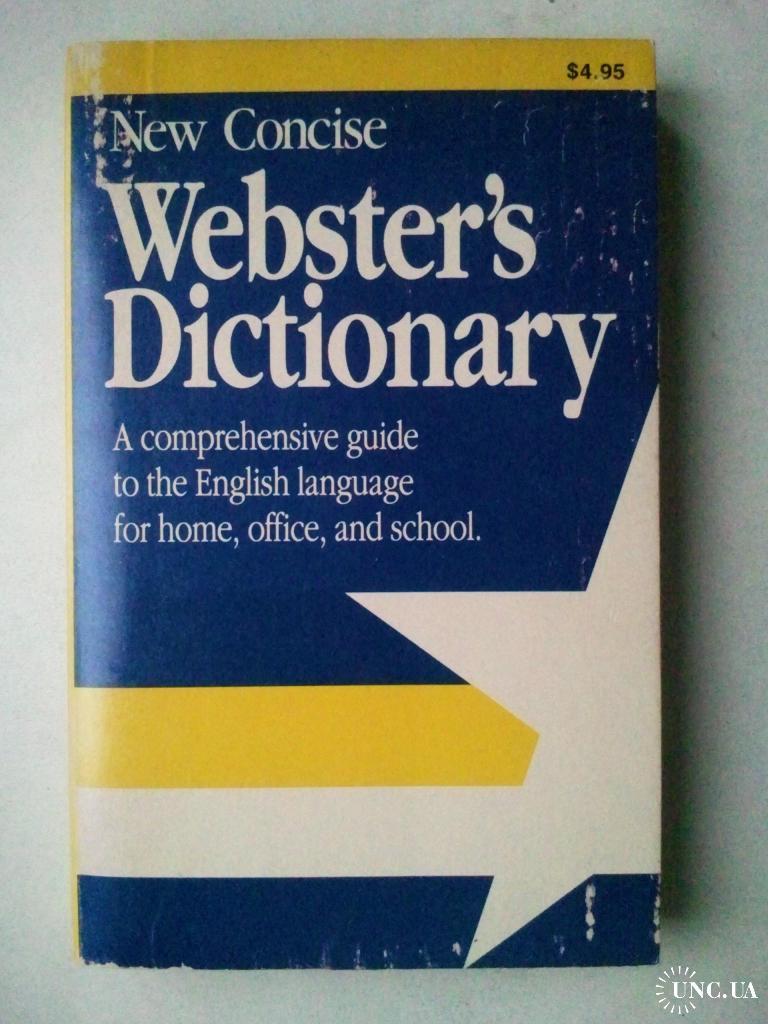 $4.95
New Concise
Webster's
Dictionary
A comprehensive guide
to the English language
for home, office, and school.
UNC.UA